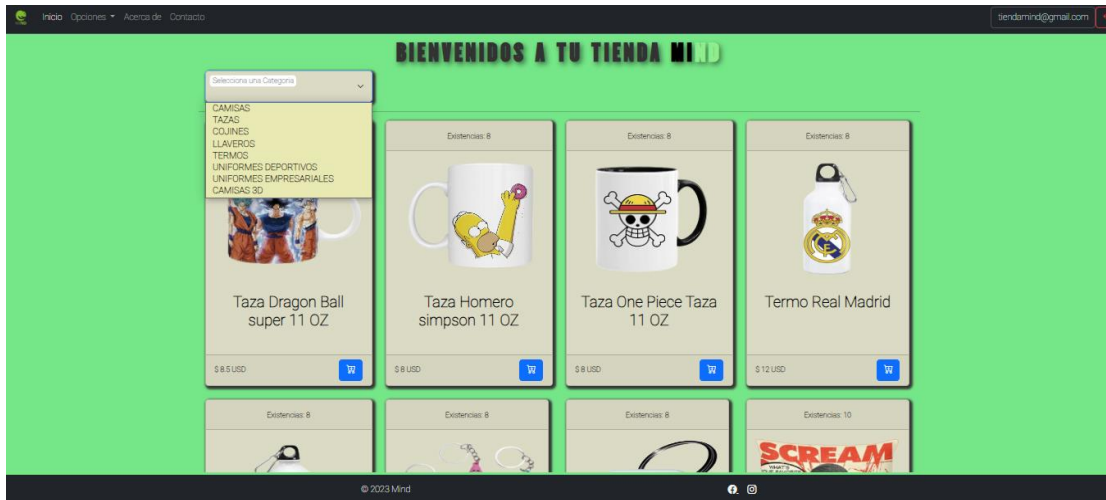 Inicio Opciones Acerca de Contacto
tiendamind@gmail.com
BIENVENIDOS A TU TIENDA MIND
Selecciona una Categoria
CAMISAS
TAZAS
COJINES
LLAVEROS
TERMOS
UNIFORMES DEPORTIVOS
UNIFORMES EMPRESARIALES
CAMISAS 3D
Existencias: 8
Existencias: 8
Existencias: 8
Taza Dragon Ball
super 11 OZ
Taza Homero
simpson 11 OZ
Taza One Piece Taza
11 OZ
Termo Real Madrid
$ 8.5 USD
$ 8 USD
$ 8 USD
$ 12 USD
Existencias: 8
Existencias: 8
Existencias: 8
Existencias: 10
SCREAM
© 2023 Mind